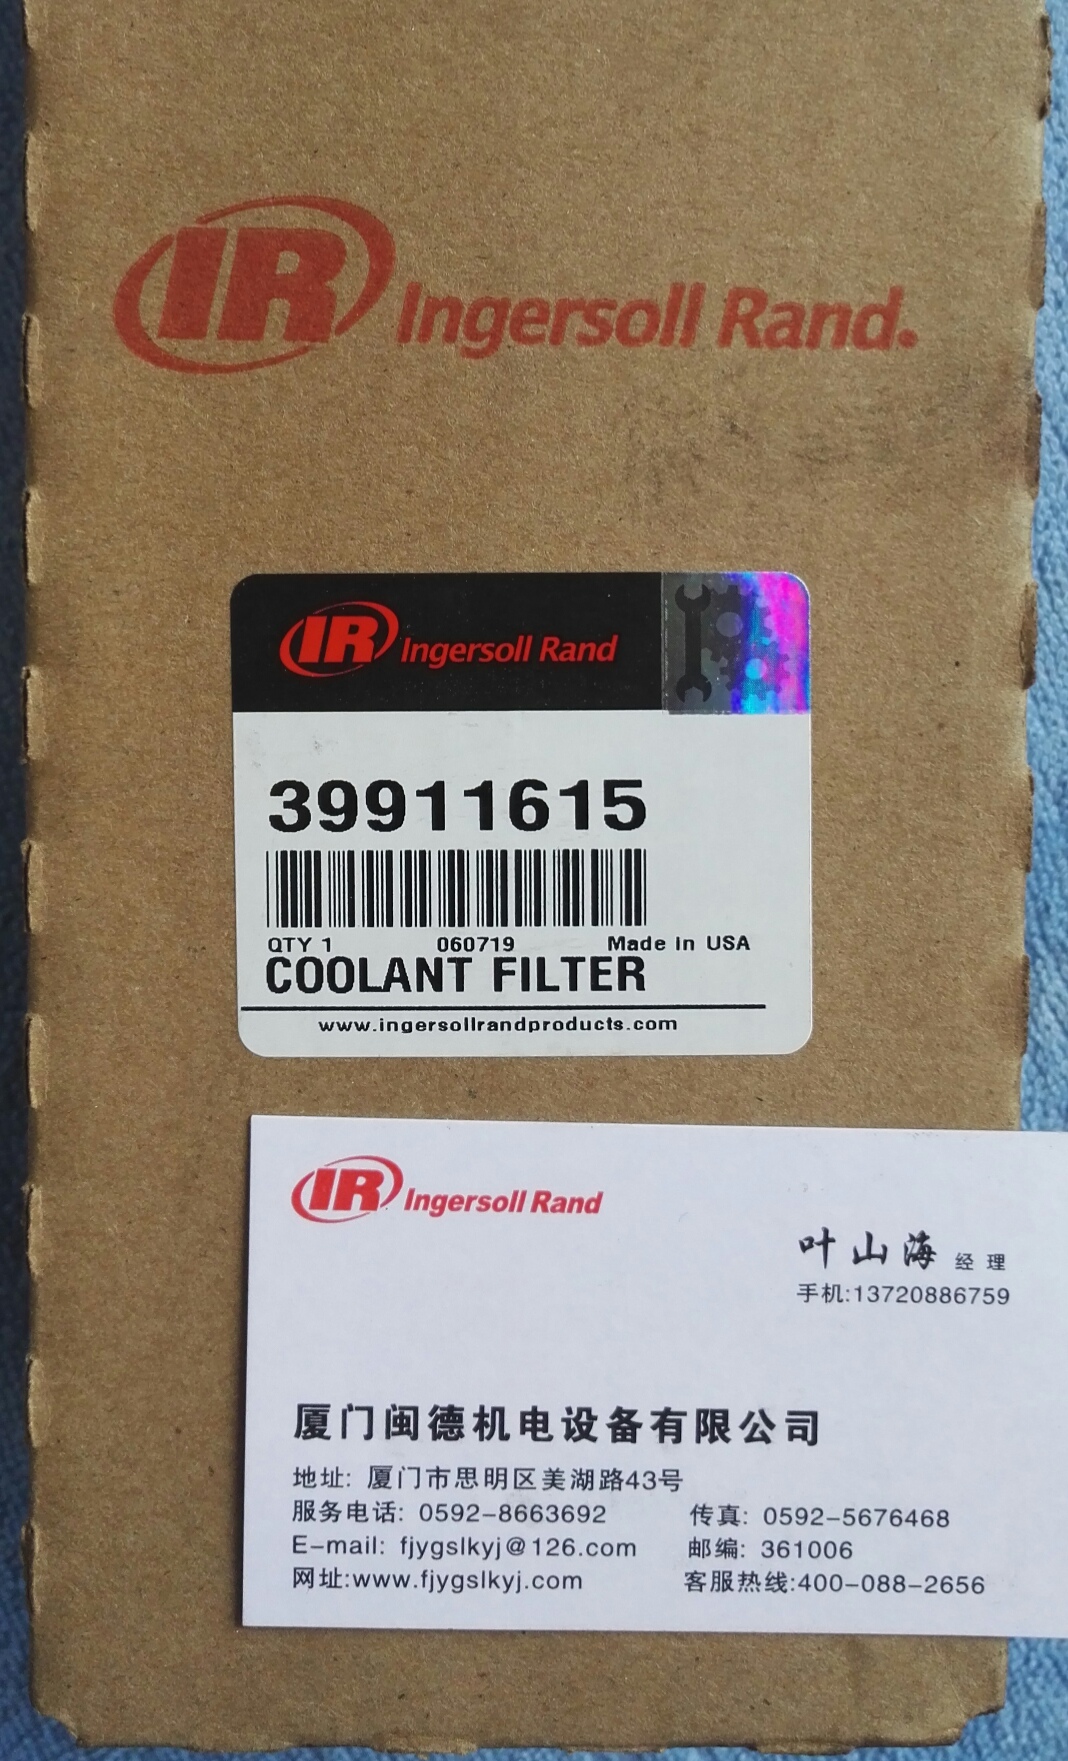 IR Ingersoll Rand.
IR Ingersoll Rand
39911615
QTY 1 060719 Made in USA
COOLANT FILTER
www.ingersollrandproducts.com
IR Ingersoll Rand
叶山海 经理
手机:13720886759
厦门闽德机电设备有限公司
地址: 厦门市思明区美湖路43号
服务电话: 0592-8663692 传真: 0592-5676468
E-mail: fjygslkyj@126.com 邮编: 361006
网址:www.fjygslkyj.com 客服热线:400-088-2656